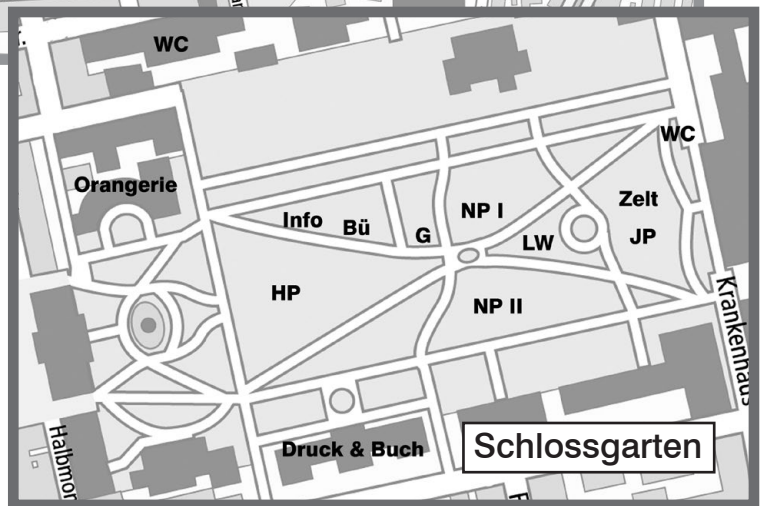 WC
WC
Orangerie
Zelt
Info
Bü
G
NP I
LW
JP
HP
NP II
Krankenhaus
Halbmon
Druck & Buch
Schlossgarten